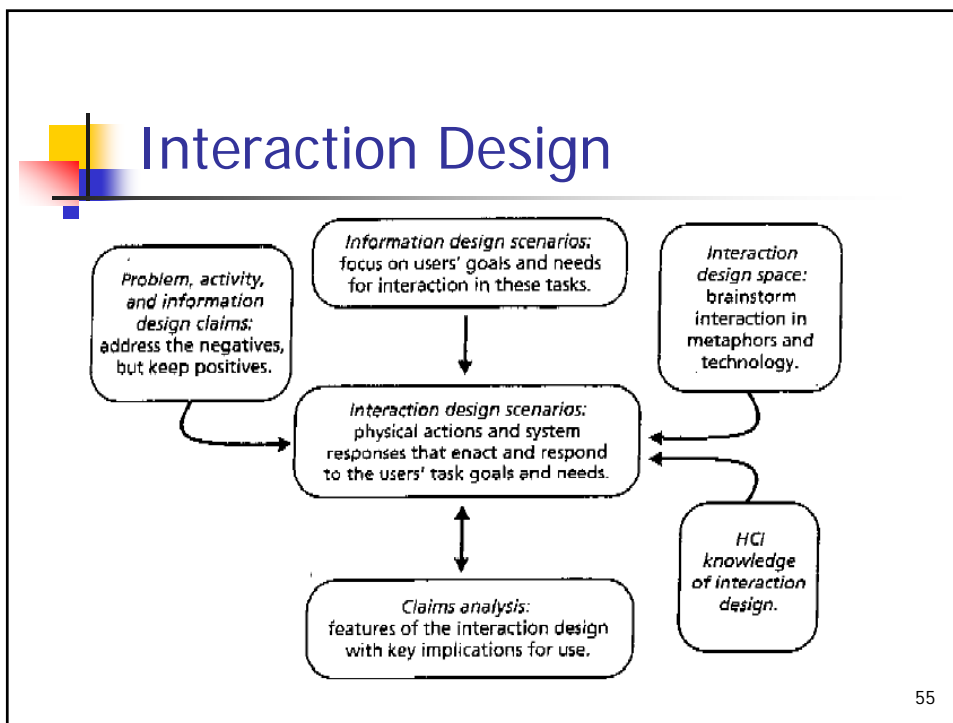 Interaction Design
Information design scenarios:
focus on users' goals and needs
for interaction in these tasks.
Problem, activity,
and information
design claims:
address the negatives,
but keep positives.
Interaction
design space:
brainstorm
interaction in
metaphors and
technology.
Interaction design scenarios:
physical actions and system
responses that enact and respond
to the users' task goals and needs.
HCI
knowledge
of interaction
design.
Claims analysis:
features of the interaction design
with key implications for use.
55